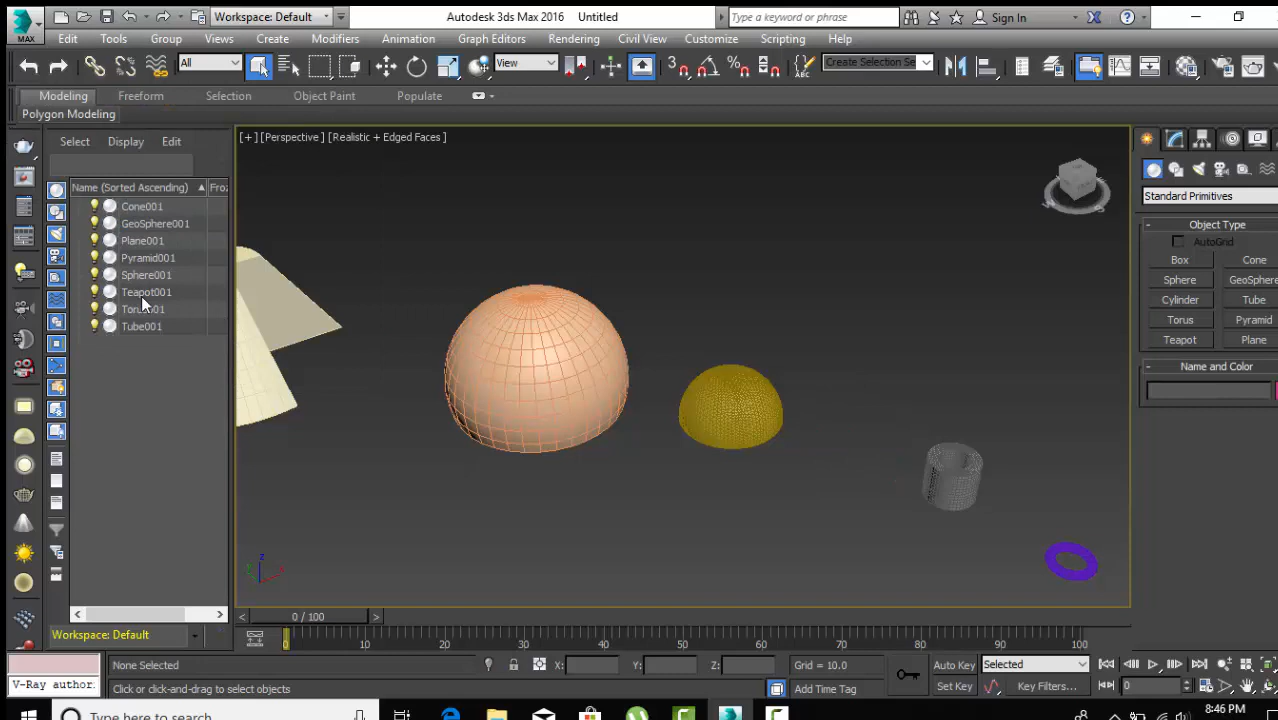 MAX
Workspace: Default
Autodesk 3ds Max 2016 Untitled
Type a keyword or phrase
Sign In
Edit Tools Group Views Create Modifiers Animation Graph Editors Rendering Civil View Customize Scripting Help
All
View
3
Create Selection Se
Modeling Freeform Selection Object Paint Populate
Polygon Modeling
Select Display Edit
[+] [Perspective ] [Realistic + Edged Faces ]
Name (Sorted Ascending) Fro
Cone001
GeoSphere001
Plane001
Pyramid001
Sphere001
Teapot001
Tube001
Standard Primitives
Object Type
AutoGrid
Box Cone
Sphere GeoSphere
Cylinder Tube
Torus Pyramid
Teapot Plane
Name and Color
z
x
y
0 / 100
Workspace: Default
0 10 20 30 40 50 60 70 80 90 100
None Selected
X: Y: Z:
Grid = 10.0
Auto Key
Selected
V-Ray author:
Click or click-and-drag to select objects
Add Time Tag
Set Key
Key Filters...
0
Type here to search
8:46 PM